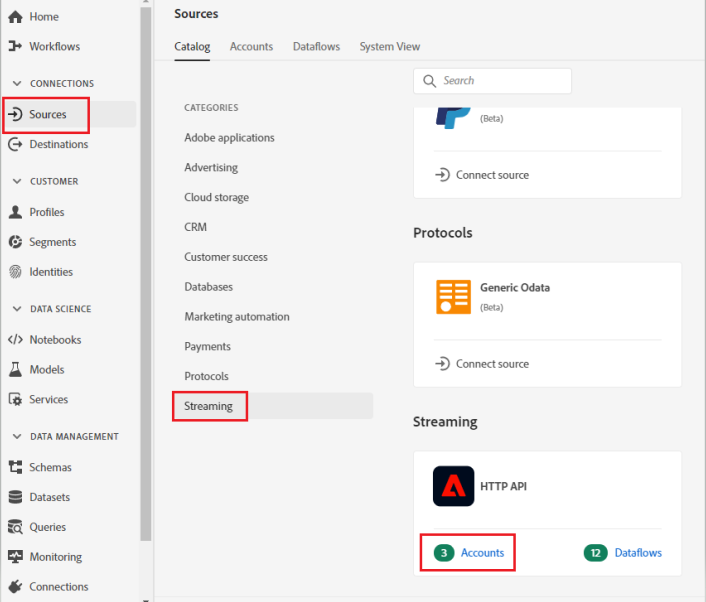 Home
Workflows
CONNECTIONS
Sources
Destinations
CUSTOMER
Profiles
Segments
Identities
DATA SCIENCE
Notebooks
Models
Services
DATA MANAGEMENT
Schemas
Datasets
Queries
Monitoring
Connections
Sources
Catalog Accounts Dataflows System View
Search
CATEGORIES
Adobe applications
Advertising
Cloud storage
CRM
Customer success
Databases
Marketing automation
Payments
Protocols
Streaming
(Beta)
Connect source
Protocols
Generic Odata
(Beta)
Connect source
Streaming
HTTP API
3 Accounts 12 Dataflows